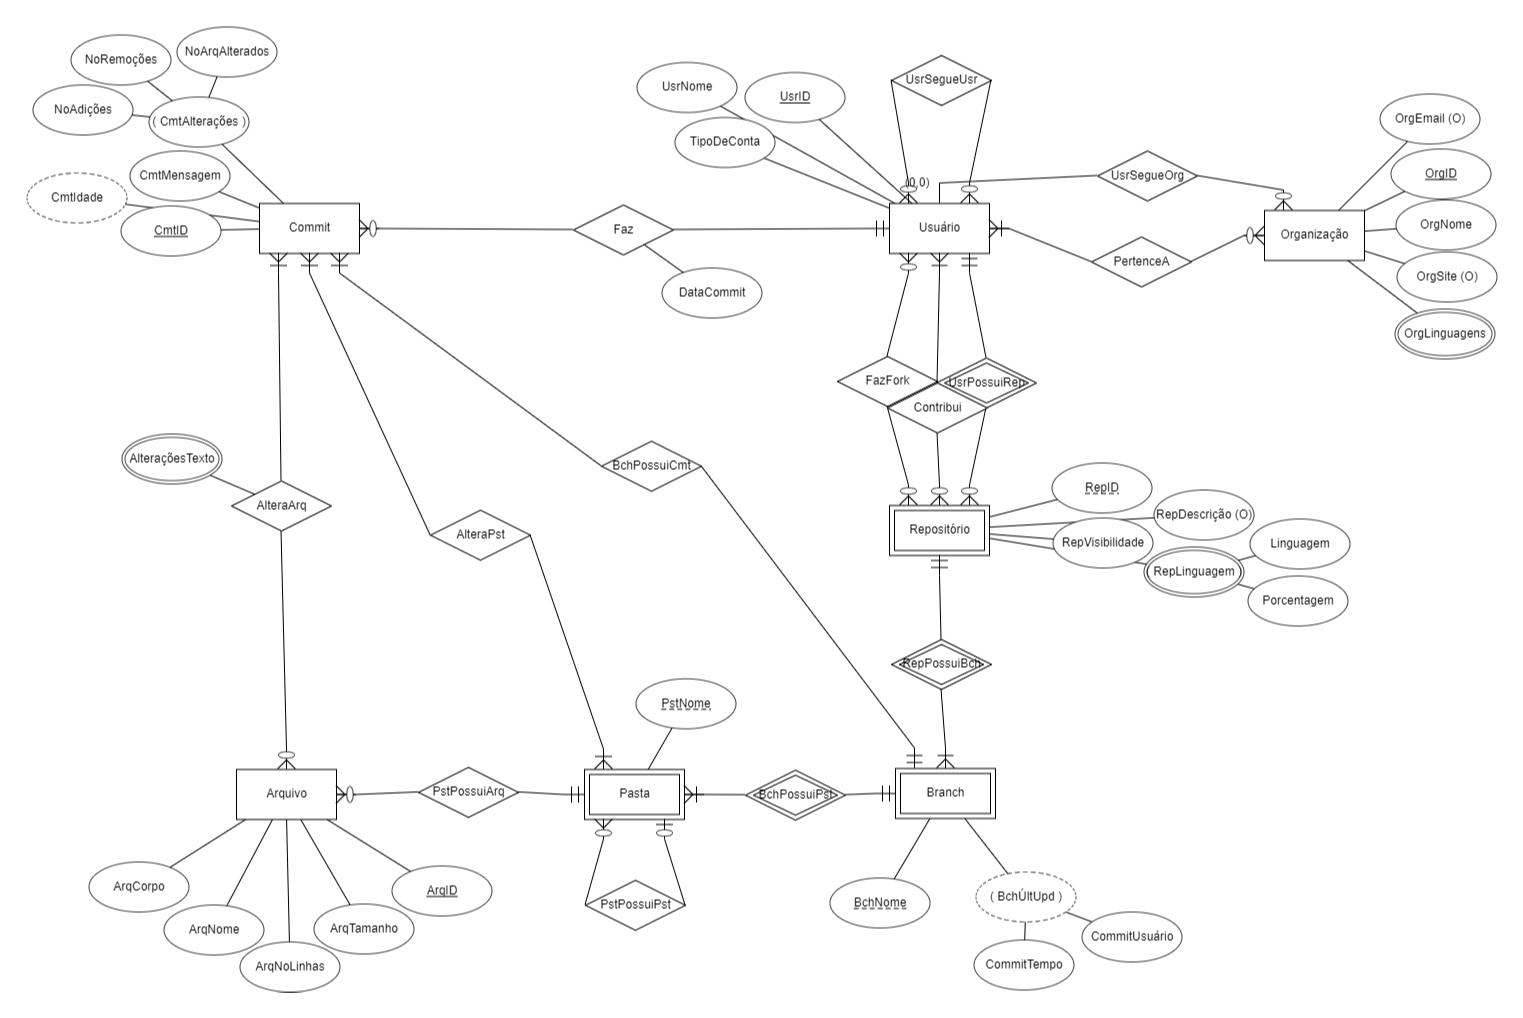 NoRemoções
NoArqAlterados
NoAdições
( CmtAlterações )
CmtMensagem
CmtIdade
CmtID
Commit
Faz
DataCommit
UsrNome
UsrID
TipoDeConta
UsrSegueUsr
(0,0)
Usuário
UsrSegueOrg
PertenceA
OrgEmail (O)
OrgID
OrgNome
Organização
OrgSite (O)
OrgLinguagens
FazFork
UsrPossuiRep
Contribui
AlteraçõesTexto
AlteraArq
AlteraPst
BchPossuiCmt
RepID
RepDescrição (O)
Repositório
RepVisibilidade
Linguagem
RepLinguagem
Porcentagem
RepPossuiBch
PstNome
Arquivo
PstPossuiArq
Pasta
BchPossuiPst
Branch
ArqCorpo
ArqID
ArqNome
ArqTamanho
ArqNoLinhas
PstPossuiPst
BchNome
( BchÚltUpd )
CommitUsuário
CommitTempo